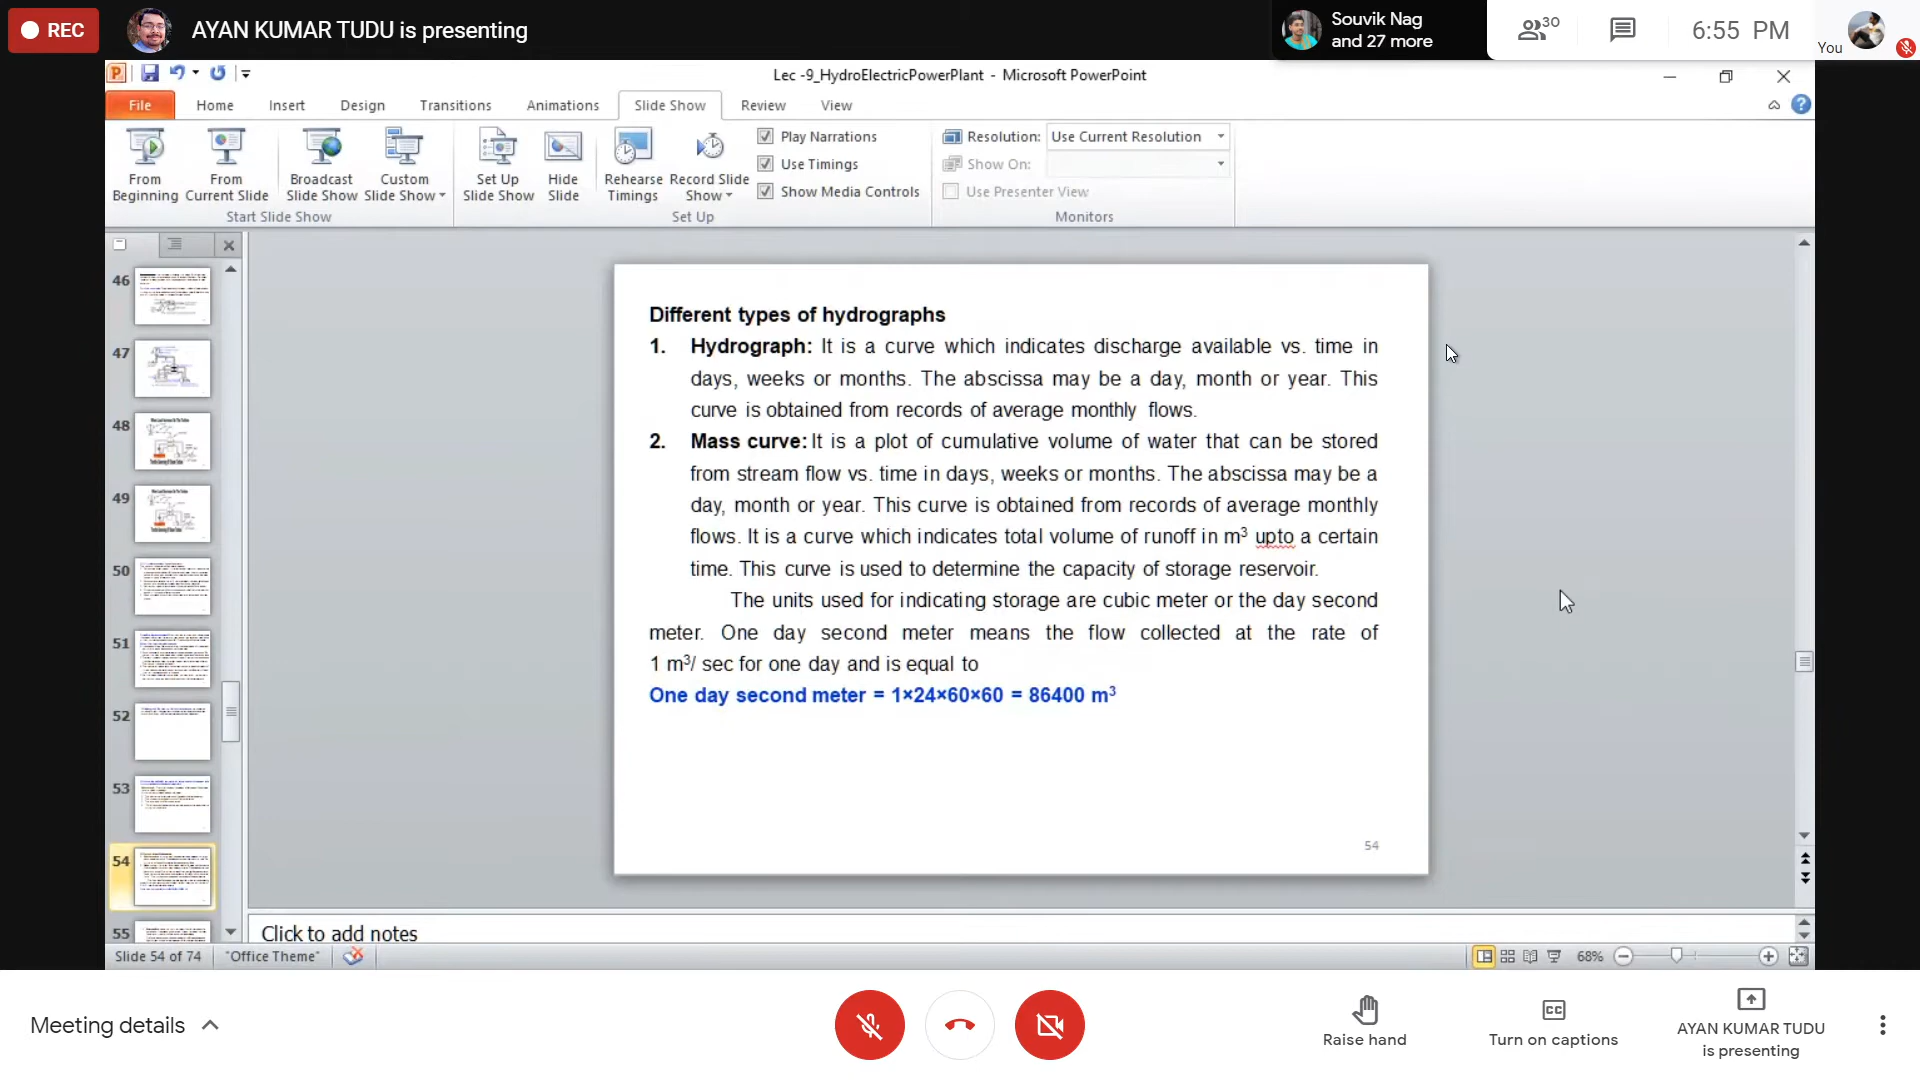 REC
AYAN KUMAR TUDU is presenting
Souvik Nag
and 27 more
30
6:55 PM
You
Lec -9_HydroElectricPowerPlant - Microsoft PowerPoint
File Home Insert Design Transitions Animations Slide Show Review View
From Beginning
From Current Slide
Broadcast Slide Show
Custom Slide Show
Start Slide Show
Set Up Slide Show
Hide Slide
Rehearse Timings
Record Slide Show
Play Narrations
Use Timings
Show Media Controls
Set Up
Resolution: Use Current Resolution
Show On:
Use Presenter View
Monitors
46
47
48
49
50
51
52
53
54
55
Different types of hydrographs
1. Hydrograph: It is a curve which indicates discharge available vs. time in
days, weeks or months. The abscissa may be a day, month or year. This
curve is obtained from records of average monthly flows.
2. Mass curve: It is a plot of cumulative volume of water that can be stored
from stream flow vs. time in days, weeks or months. The abscissa may be a
day, month or year. This curve is obtained from records of average monthly
flows. It is a curve which indicates total volume of runoff in m³ upto a certain
time. This curve is used to determine the capacity of storage reservoir.
The units used for indicating storage are cubic meter or the day second
meter. One day second meter means the flow collected at the rate of
1 m³/ sec for one day and is equal to
One day second meter = 1×24×60×60 = 86400 m³
54
Click to add notes
Slide 54 of 74 "Office Theme" 68%
Meeting details
Raise hand
Turn on captions
AYAN KUMAR TUDU
is presenting